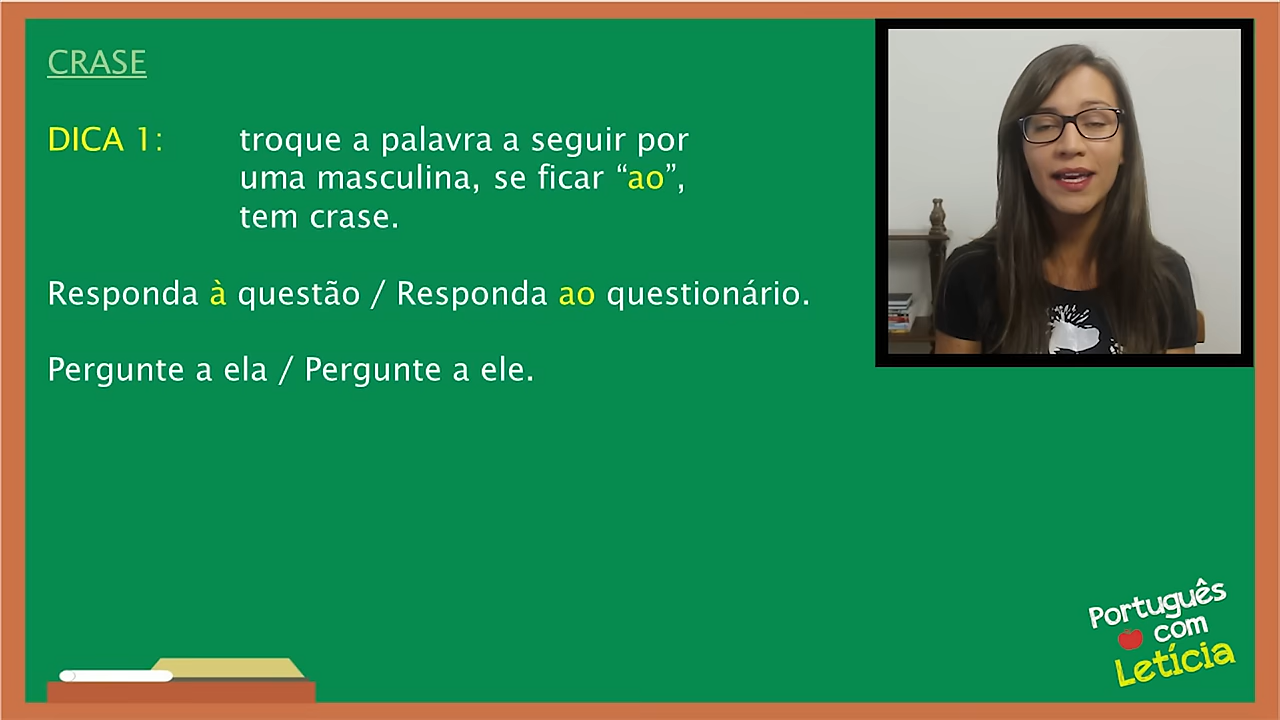 CRASE
DICA 1: troque a palavra a seguir por
uma masculina, se ficar “ao”,
tem crase.
Responda à questão / Responda ao questionário.
Pergunte a ela / Pergunte a ele.
Português
com
Letícia